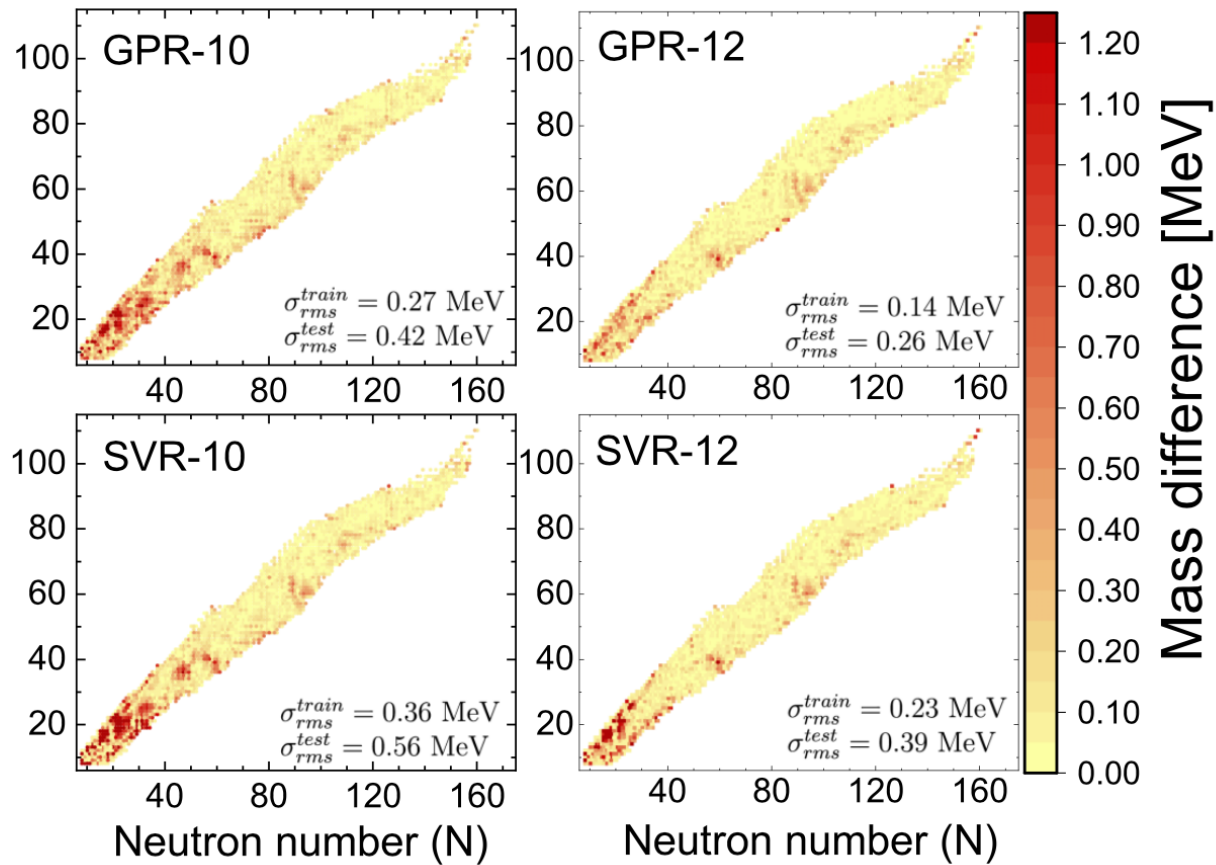 GPR-10
100
80
60
40
20
σ_rms^train = 0.27 MeV
σ_rms^test = 0.42 MeV
40 80 120 160
GPR-12
100
80
60
40
20
σ_rms^train = 0.14 MeV
σ_rms^test = 0.26 MeV
40 80 120 160
SVR-10
100
80
60
40
20
σ_rms^train = 0.36 MeV
σ_rms^test = 0.56 MeV
40 80 120 160
Neutron number (N)
SVR-12
100
80
60
40
20
σ_rms^train = 0.23 MeV
σ_rms^test = 0.39 MeV
40 80 120 160
Neutron number (N)
1.20
1.10
1.00
0.90
0.80
0.70
0.60
0.50
0.40
0.30
0.20
0.10
0.00
Mass difference [MeV]